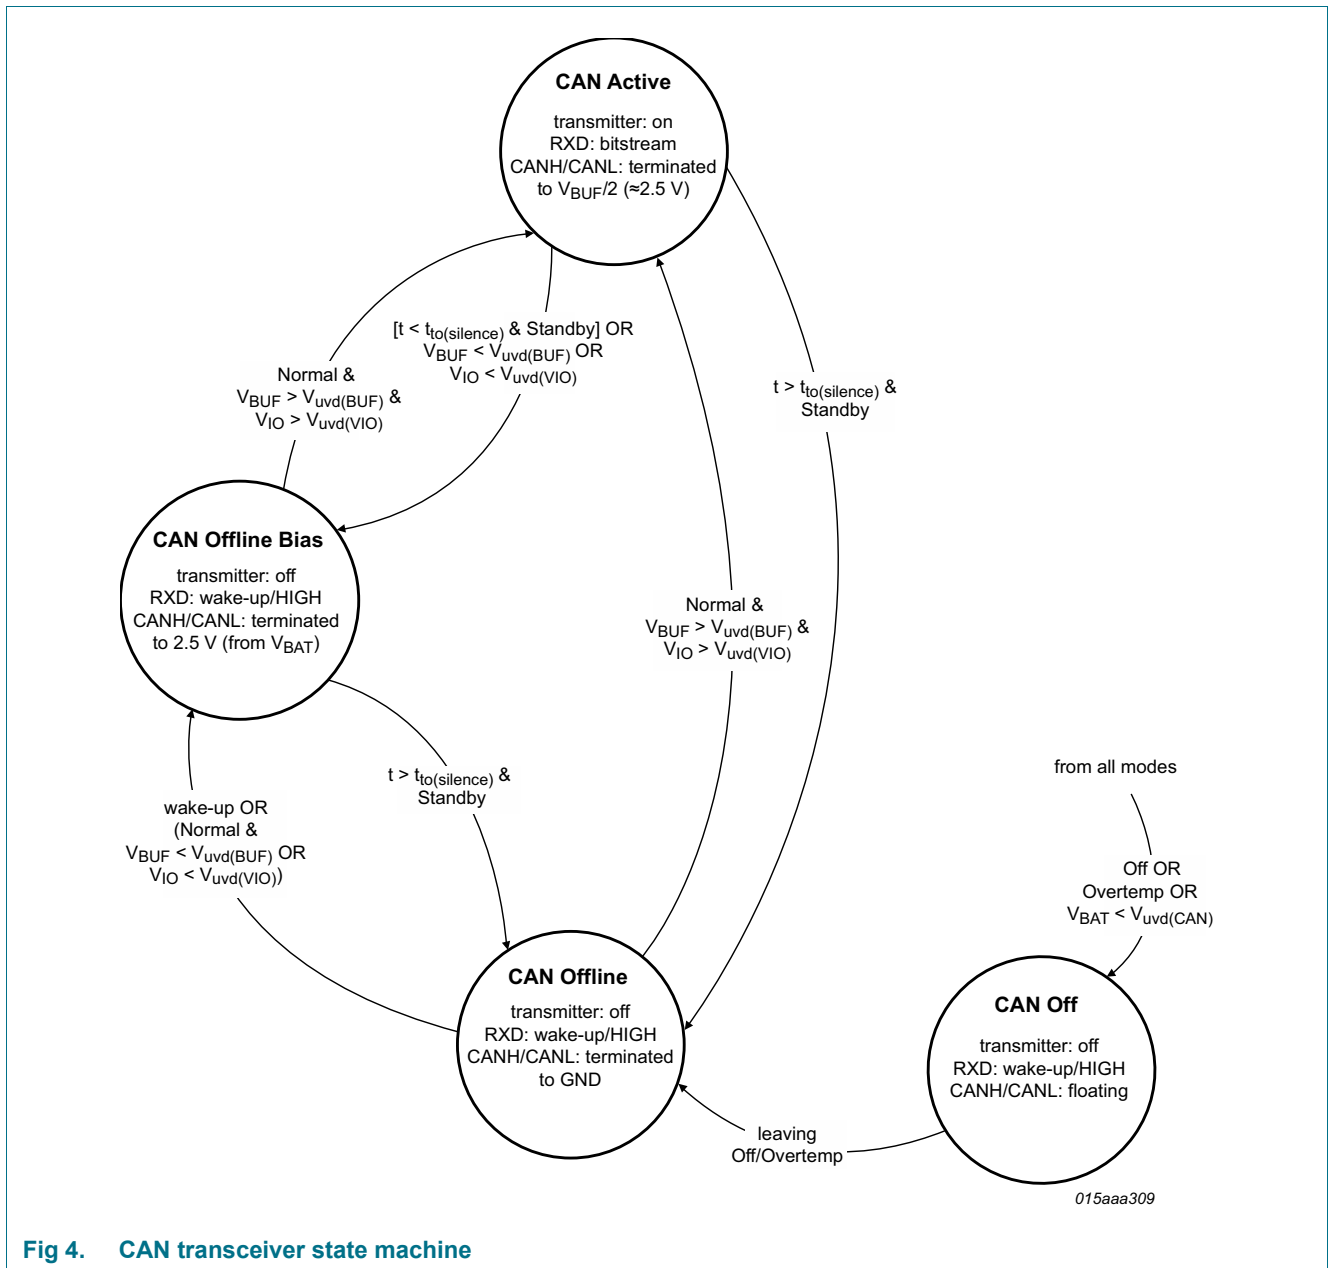 CAN Active
transmitter: on
RXD: bitstream
CANH/CANL: terminated
to VBUF/2 (≈2.5 V)
[t < tto(silence) & Standby] OR
VBUF < Vuvd(BUF) OR
VIO < Vuvd(VIO)
Normal &
VBUF > Vuvd(BUF) &
VIO > Vuvd(VIO)
t > tto(silence) &
Standby
CAN Offline Bias
transmitter: off
RXD: wake-up/HIGH
CANH/CANL: terminated
to 2.5 V (from VBAT)
Normal &
VBUF > Vuvd(BUF) &
VIO > Vuvd(VIO)
t > tto(silence) &
Standby
wake-up OR
(Normal &
VBUF < Vuvd(BUF) OR
VIO < Vuvd(VIO))
from all modes
Off OR
Overtemp OR
VBAT < Vuvd(CAN)
CAN Offline
transmitter: off
RXD: wake-up/HIGH
CANH/CANL: terminated
to GND
CAN Off
transmitter: off
RXD: wake-up/HIGH
CANH/CANL: floating
leaving
Off/Overtemp
015aaa309
Fig 4. CAN transceiver state machine